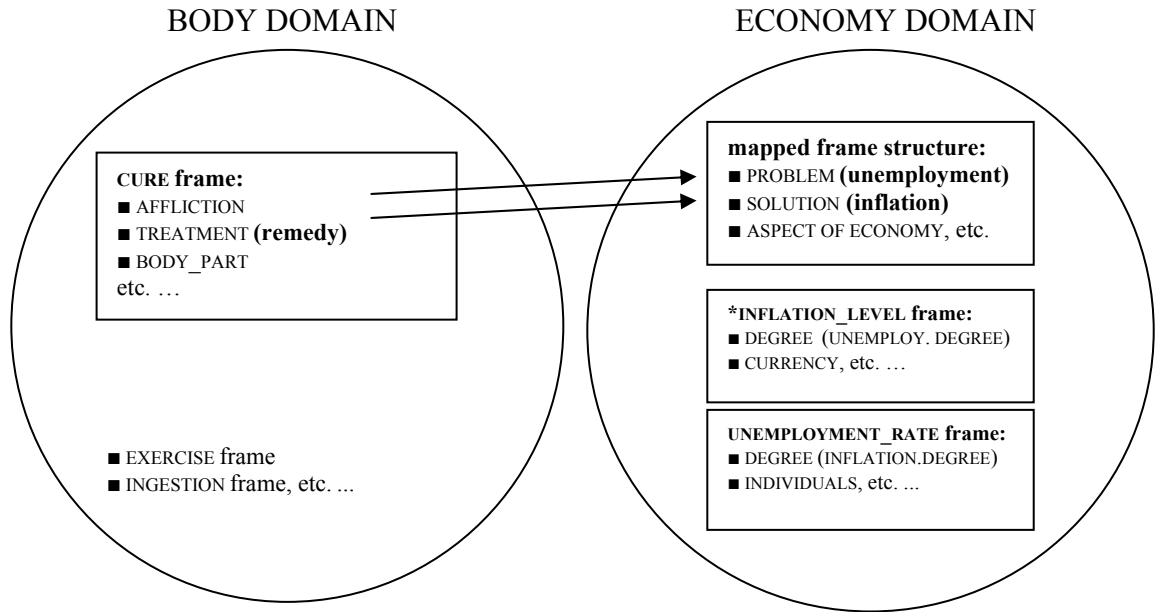 BODY DOMAIN
CURE frame:
■ AFFLICTION
■ TREATMENT (remedy)
■ BODY_PART
etc. …
■ EXERCISE frame
■ INGESTION frame, etc. ...
ECONOMY DOMAIN
mapped frame structure:
■ PROBLEM (unemployment)
■ SOLUTION (inflation)
■ ASPECT OF ECONOMY, etc.
*INFLATION_LEVEL frame:
■ DEGREE (UNEMPLOY. DEGREE)
■ CURRENCY, etc. …
UNEMPLOYMENT_RATE frame:
■ DEGREE (INFLATION.DEGREE)
■ INDIVIDUALS, etc. ...